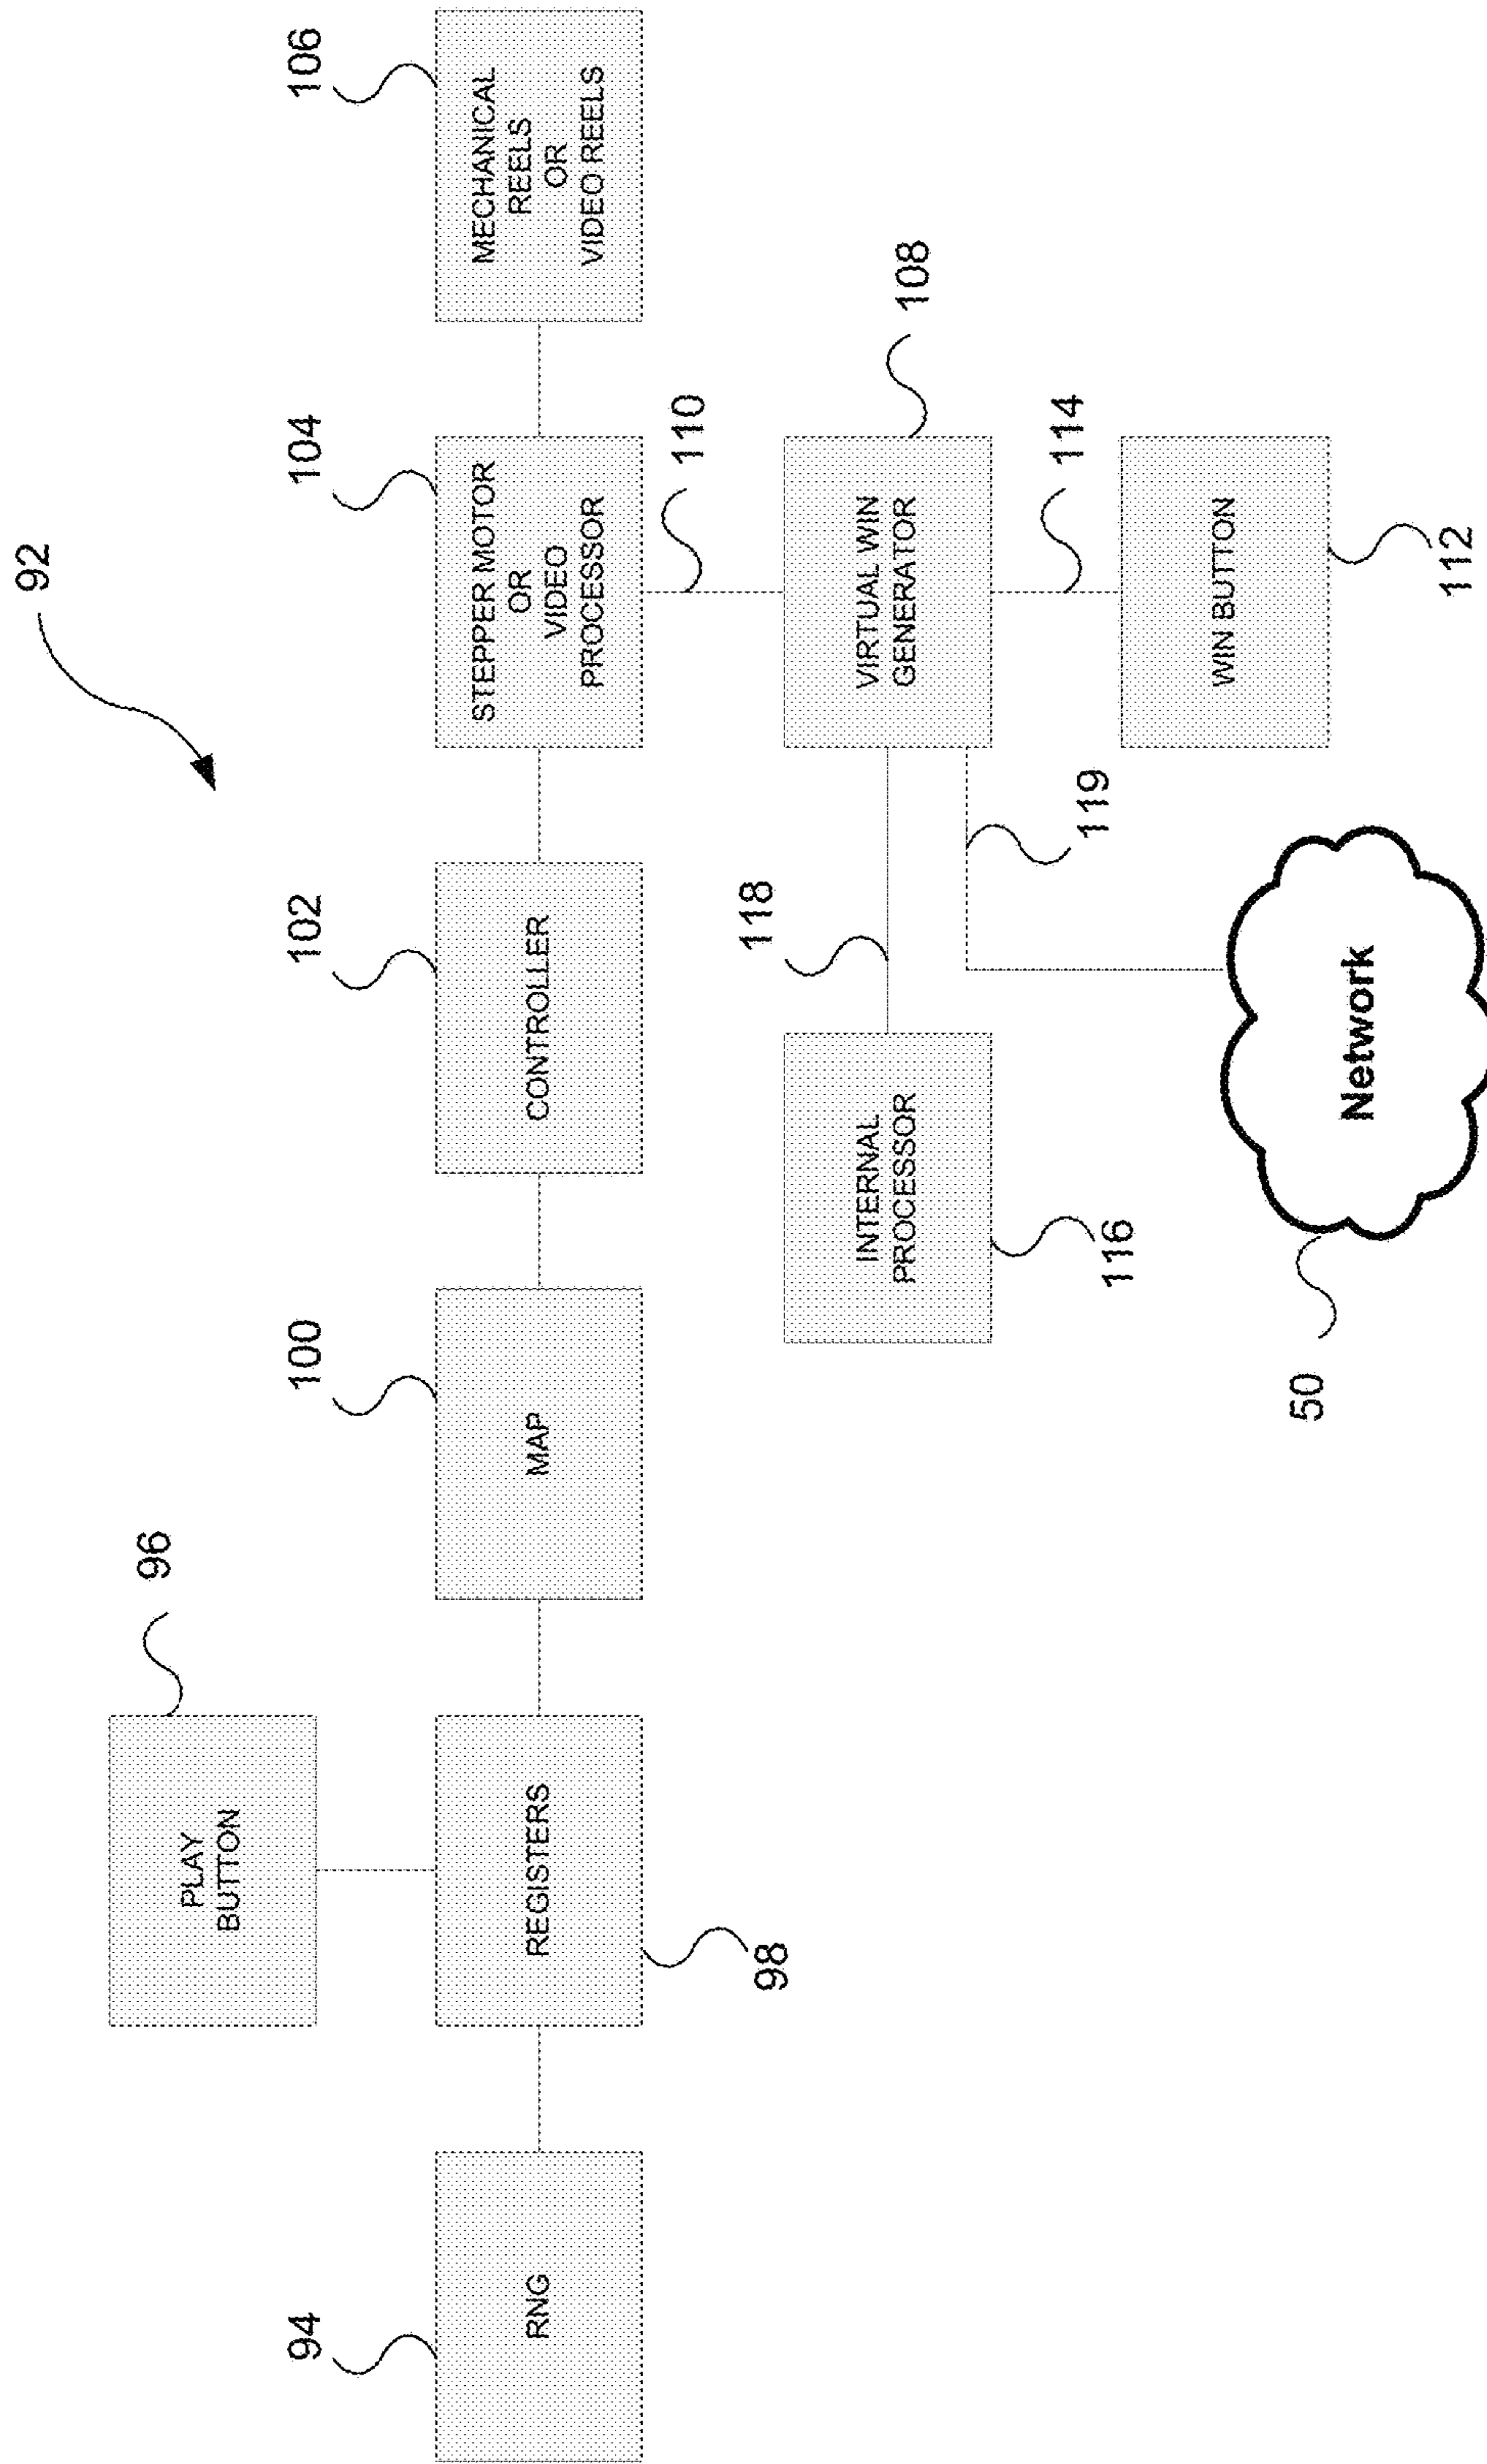 92
94
RNG
96
PLAY
BUTTON
REGISTERS
98
100
MAP
102
CONTROLLER
104
STEPPER MOTOR
OR
VIDEO
PROCESSOR
106
MECHANICAL
REELS
OR
VIDEO REELS
110
108
VIRTUAL WIN
GENERATOR
114
WIN BUTTON
112
118
119
INTERNAL
PROCESSOR
116
Network
50